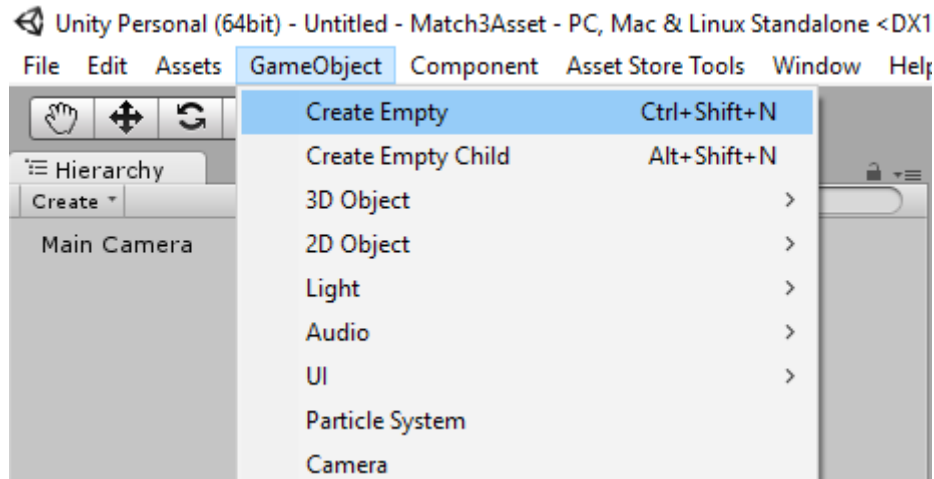 Unity Personal (64bit) - Untitled - Match3Asset - PC, Mac & Linux Standalone <DX1
File Edit Assets GameObject Component Asset Store Tools Window Help
Create Empty Ctrl+Shift+N
Create Empty Child Alt+Shift+N
Hierarchy
3D Object
Create
2D Object
Main Camera
Light
Audio
UI
Particle System
Camera